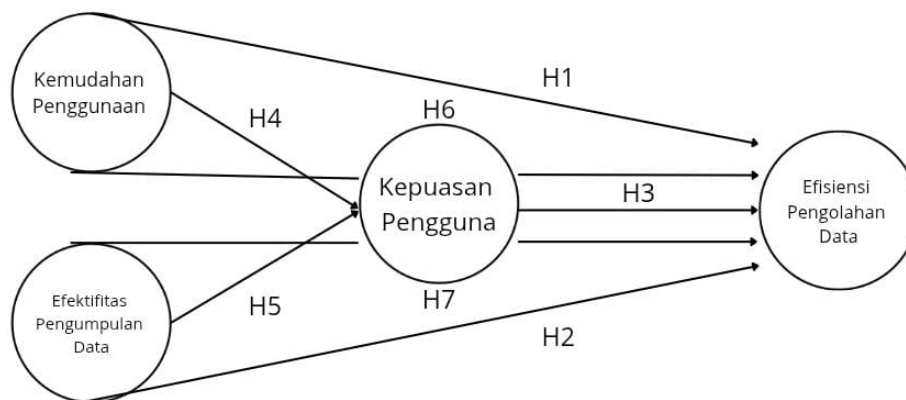 Kemudahan
Penggunaan
H1
H4
H6
Kepuasan
Pengguna
H3
Efisiensi
Pengolahan
Data
Efektifitas
Pengumpulan
Data
H5
H7
H2